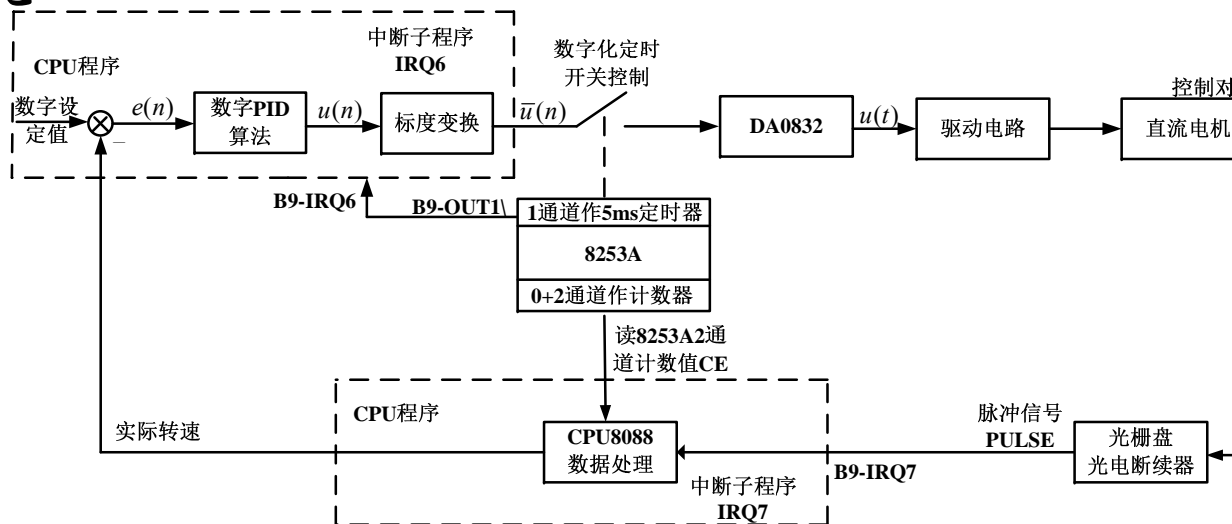 中断子程序
IRQ6
CPU程序
数字化定时
开关控制
控制对
数字设
定值
e(n)
数字PID
算法
u(n)
标度变换
ū(n)
DA0832
u(t)
驱动电路
直流电机
B9-IRQ6
B9-OUT1\
1通道作5ms定时器
8253A
0+2通道作计数器
读8253A2通
道计数值CE
CPU程序
实际转速
CPU8088
数据处理
脉冲信号
PULSE
光栅盘
光电断续器
B9-IRQ7
中断子程序
IRQ7